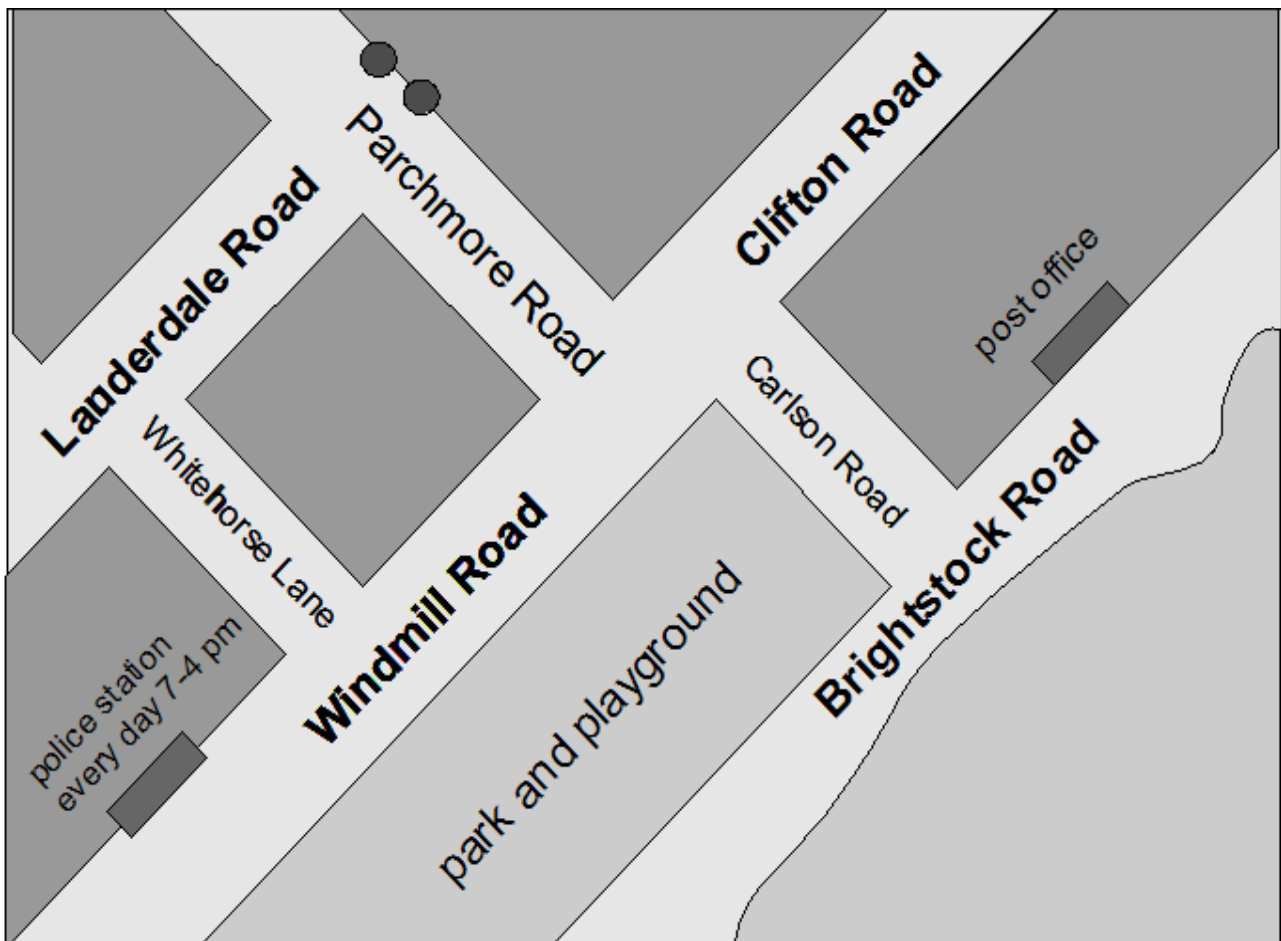 Parchmore Road
Clifton Road
Lauderdale Road
post office
Carlson Road
Whitehorse Lane
Windmill Road
Brightstock Road
park and playground
police station
every day 7-4 pm